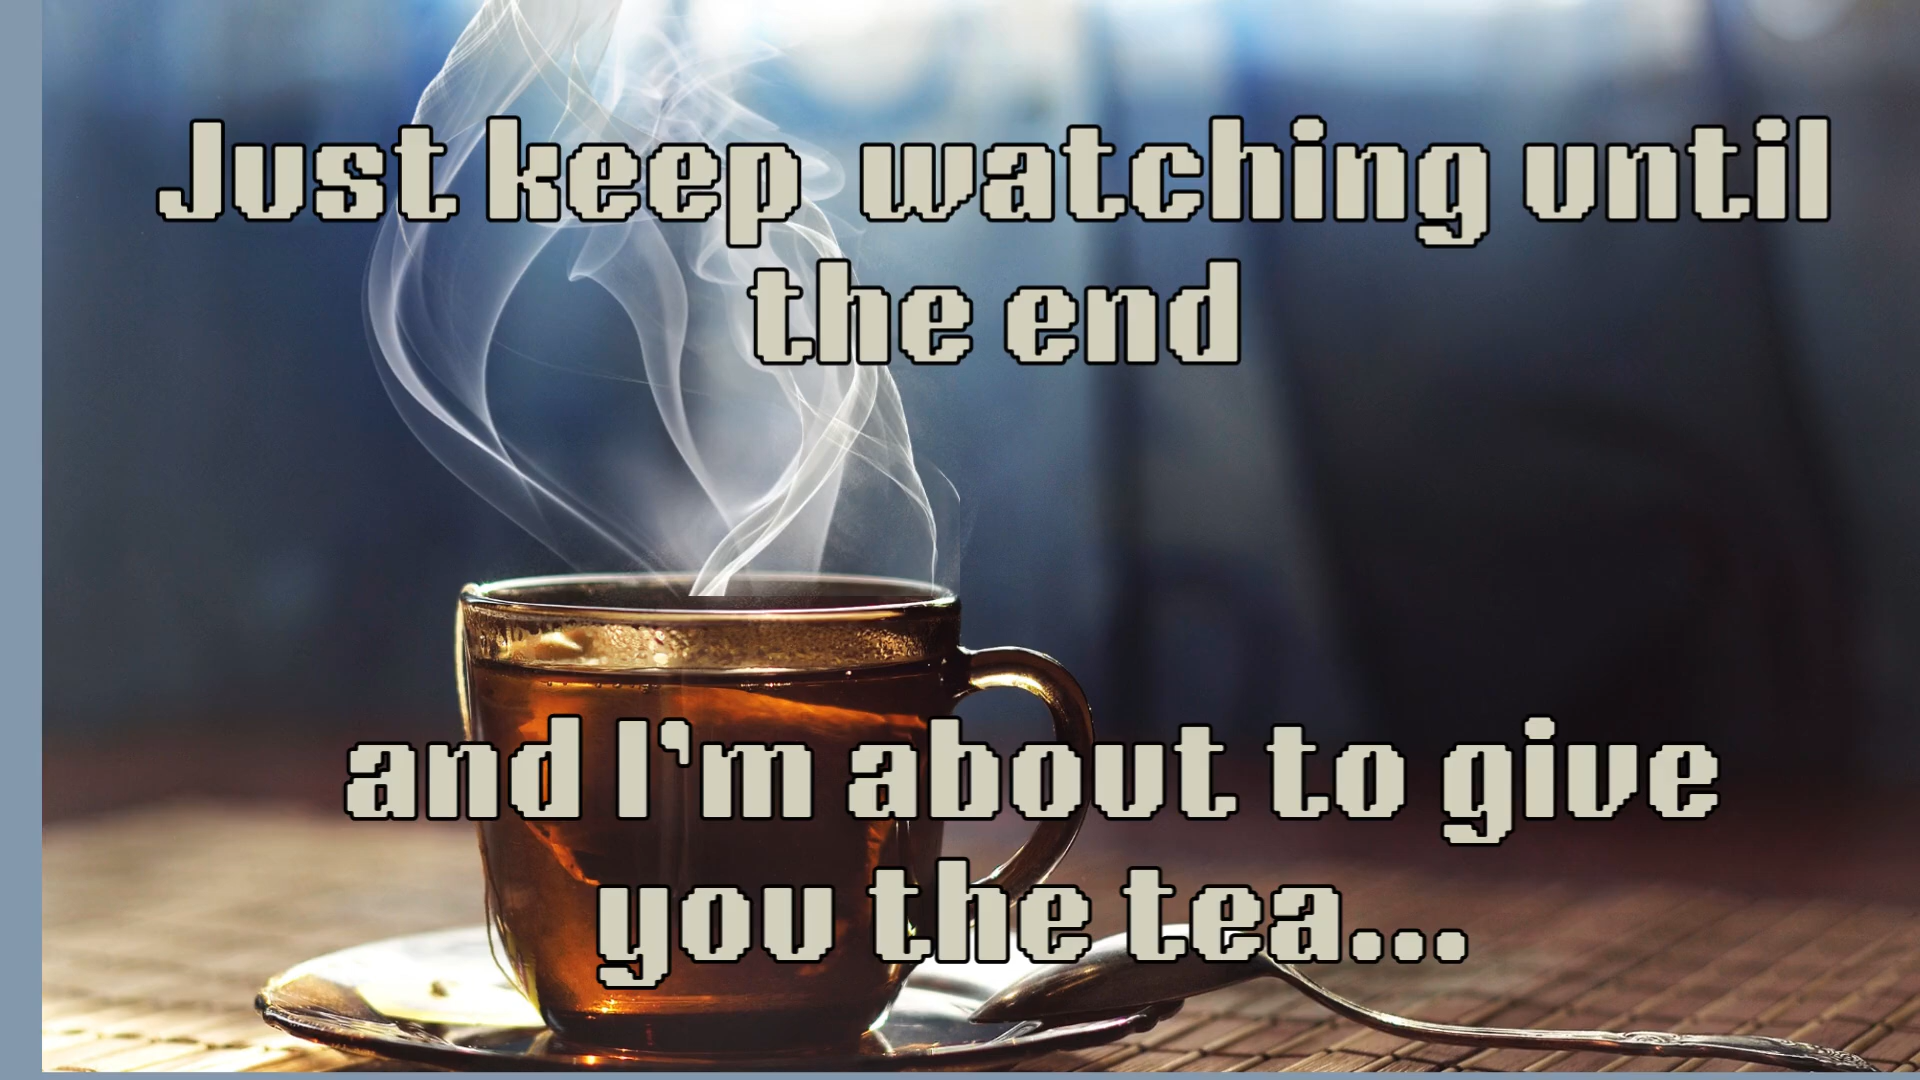 Just keep watching until
the end
and I'm about to give
you the tea...